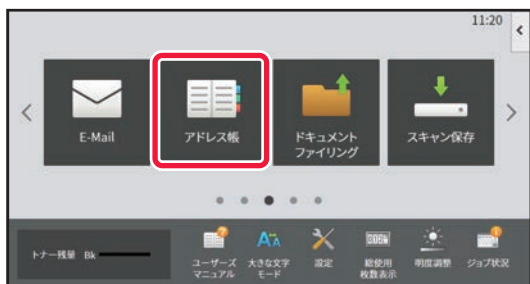 11:20
E-Mail
アドレス帳
ドキュメント
ファイリング
スキャン保存
トナー残量 Bk
ユーザーズ
マニュアル
大きな文字
モード
設定
総使用
枚数表示
明度調整
ジョブ状況